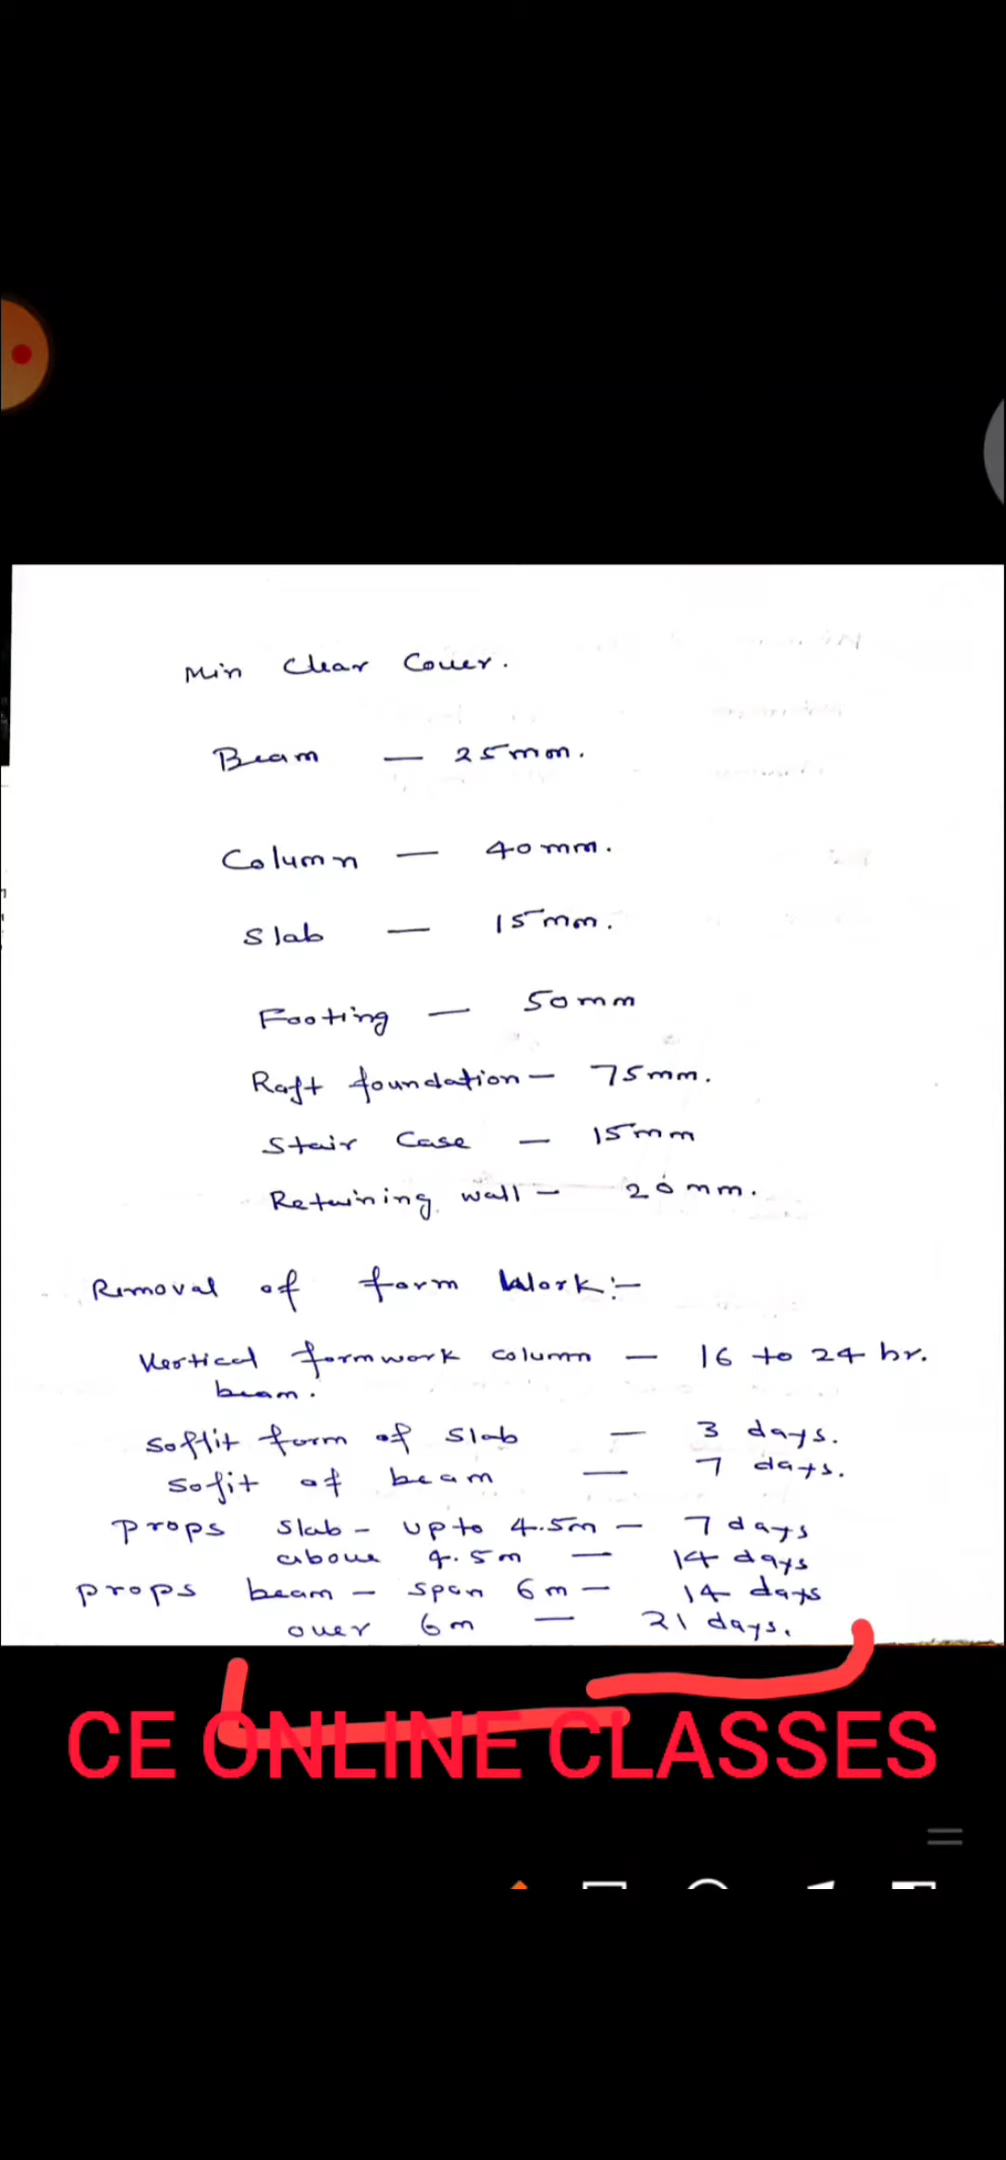 Min Clear Cover.
Beam — 25mm.
Column — 40mm.
Slab — 15mm.
Footing — 50mm
Raft foundation — 75mm.
Stair Case — 15mm
Retaining wall — 20mm.
Removal of form Work:-
Vertical formwork column — 16 to 24 hr.
beam.
Soffit form of slab — 3 days.
Sofit of beam — 7 days.
Props slab - upto 4.5m — 7 days
above 4.5m — 14 days
Props beam - span 6m — 14 days
over 6m — 21 days.
CE ONLINE CLASSES